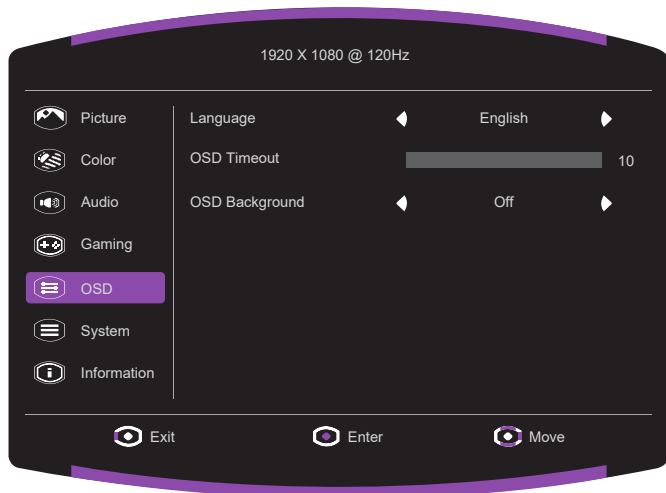 1920 X 1080 @ 120Hz
Picture
Language
English
Color
OSD Timeout
10
Audio
OSD Background
Off
Gaming
OSD
System
Information
Exit
Enter
Move